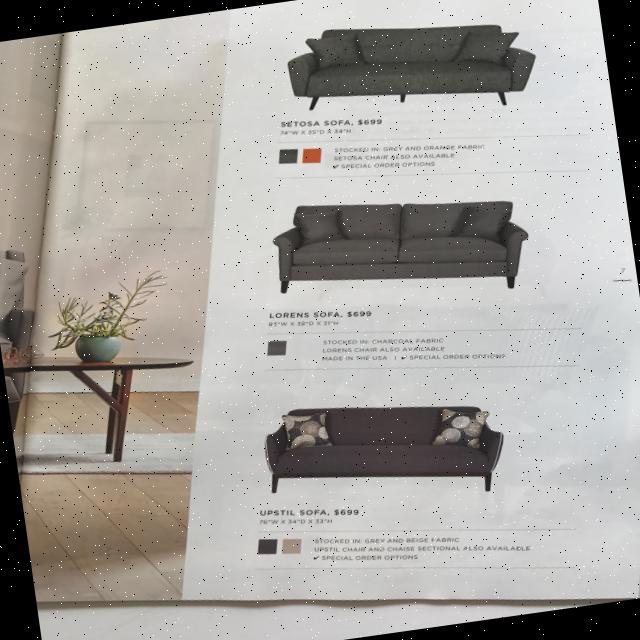 SETOSA SOFA, $699
74"W X 35"D X 34"H
STOCKED IN: GREY AND ORANGE FABRIC
SETOSA CHAIR ALSO AVAILABLE
✔ SPECIAL ORDER OPTIONS
7
LORENS SOFA, $699
83"W X 38"D X 31"H
STOCKED IN: CHARCOAL FABRIC
LORENS CHAIR ALSO AVAILABLE
MADE IN THE USA | ✔ SPECIAL ORDER OPTIONS
UPSTIL SOFA, $699
76"W X 34"D X 33"H
STOCKED IN: GREY AND BEIGE FABRIC
UPSTIL CHAIR AND CHAISE SECTIONAL ALSO AVAILABLE
✔ SPECIAL ORDER OPTIONS